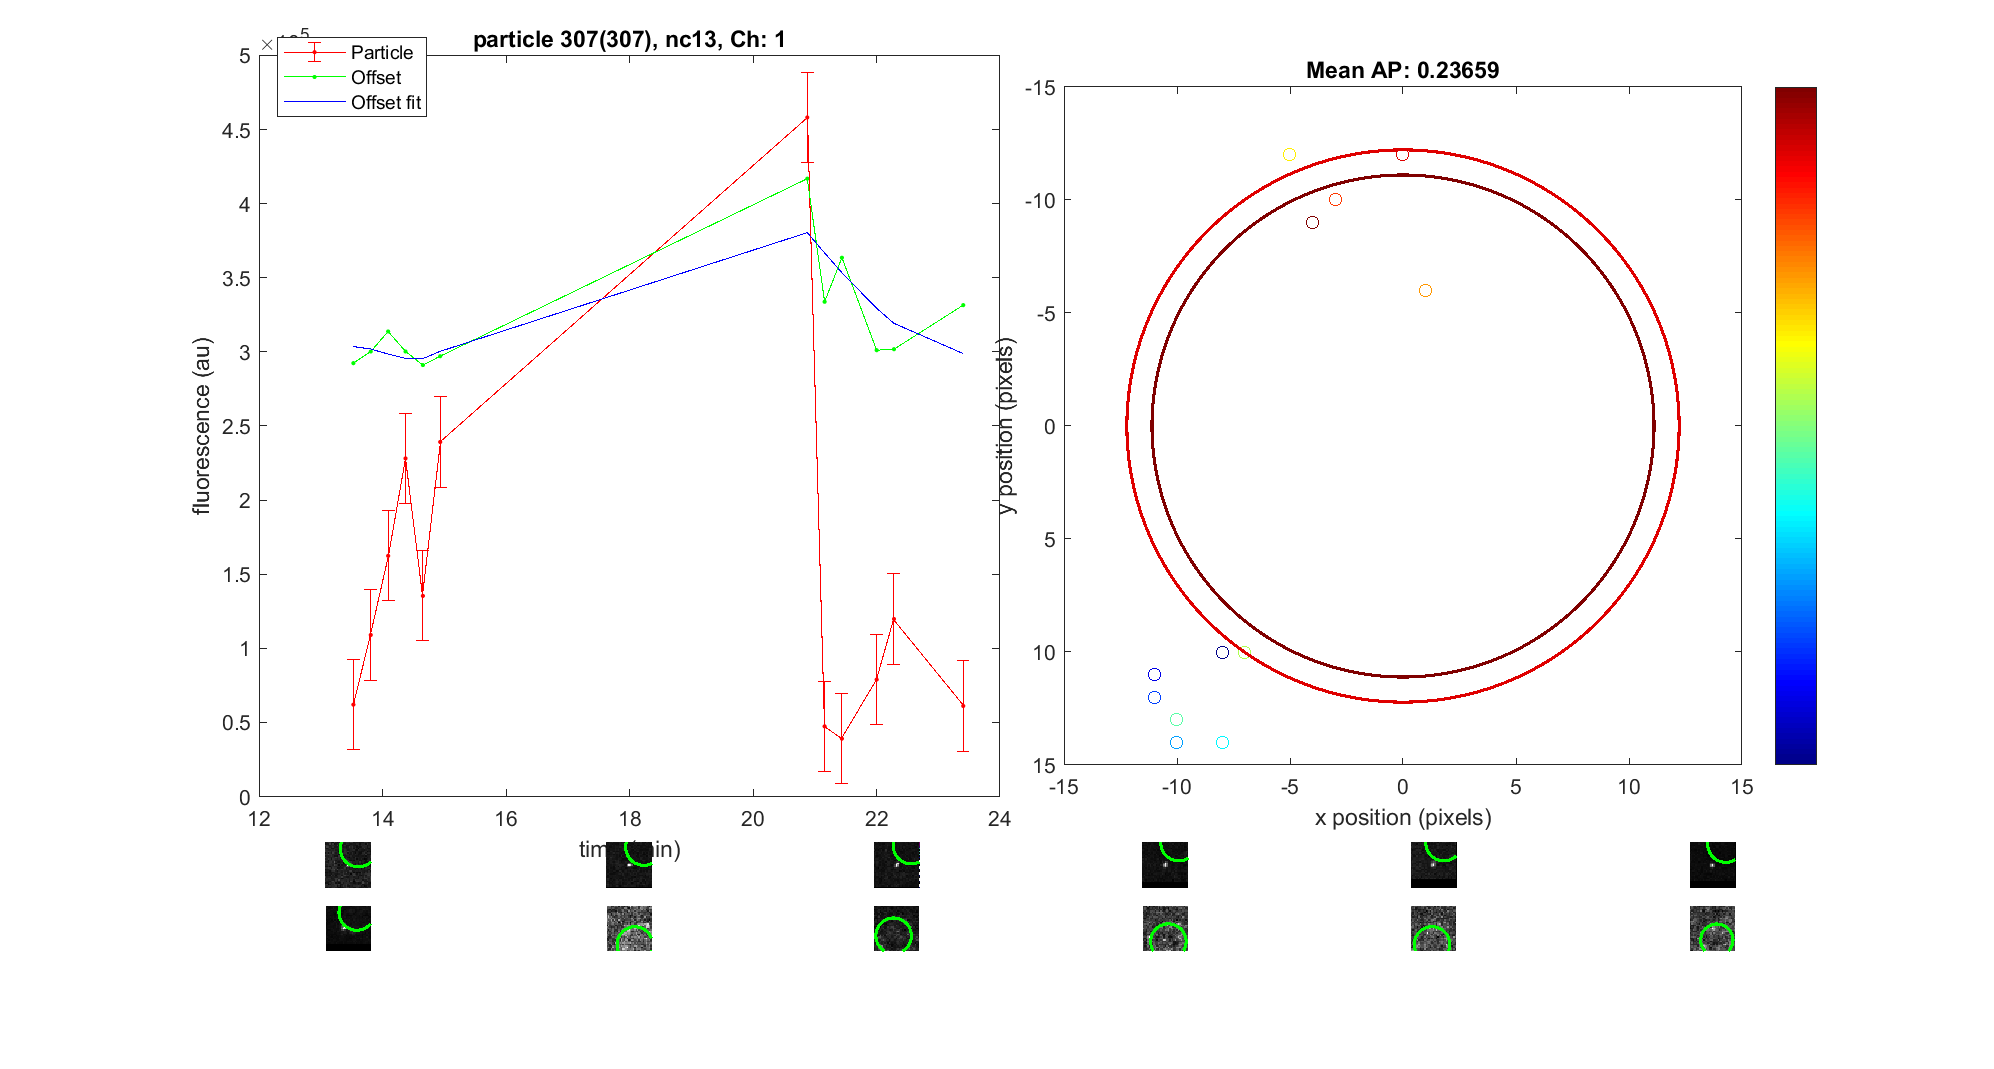 particle 307(307), nc13, Ch: 1
Particle
Offset
Offset fit
5
4.5
4
3.5
3
2.5
2
1.5
1
0.5
0
fluorescence (au)
12 14 16 18 20 22 24
Mean AP: 0.23659
-15
-10
-5
0
5
10
15
y position (pixels)
-15 -10 -5 0 5 10 15
x position (pixels)